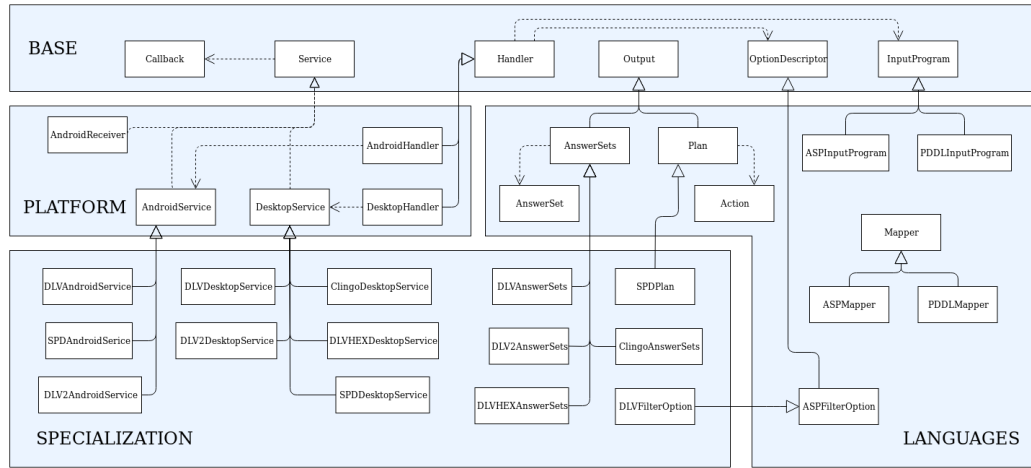 BASE
Callback
Service
Handler
Output
OptionDescriptor
InputProgram
AndroidReceiver
AndroidHandler
AndroidService
DesktopService
DesktopHandler
PLATFORM
AnswerSets
Plan
AnswerSet
Action
ASPInputProgram
PDDLInputProgram
Mapper
ASPMapper
PDDLMapper
DLVAndroidService
DLVDesktopService
ClingoDesktopService
SPDAndroidSerice
DLV2DesktopService
DLVHEXDesktopService
DLV2AndroidService
SPDDesktopService
DLVAnswerSets
SPDPlan
DLV2AnswerSets
ClingoAnswerSets
DLVHEXAnswerSets
DLVFilterOption
ASPFilterOption
SPECIALIZATION
LANGUAGES